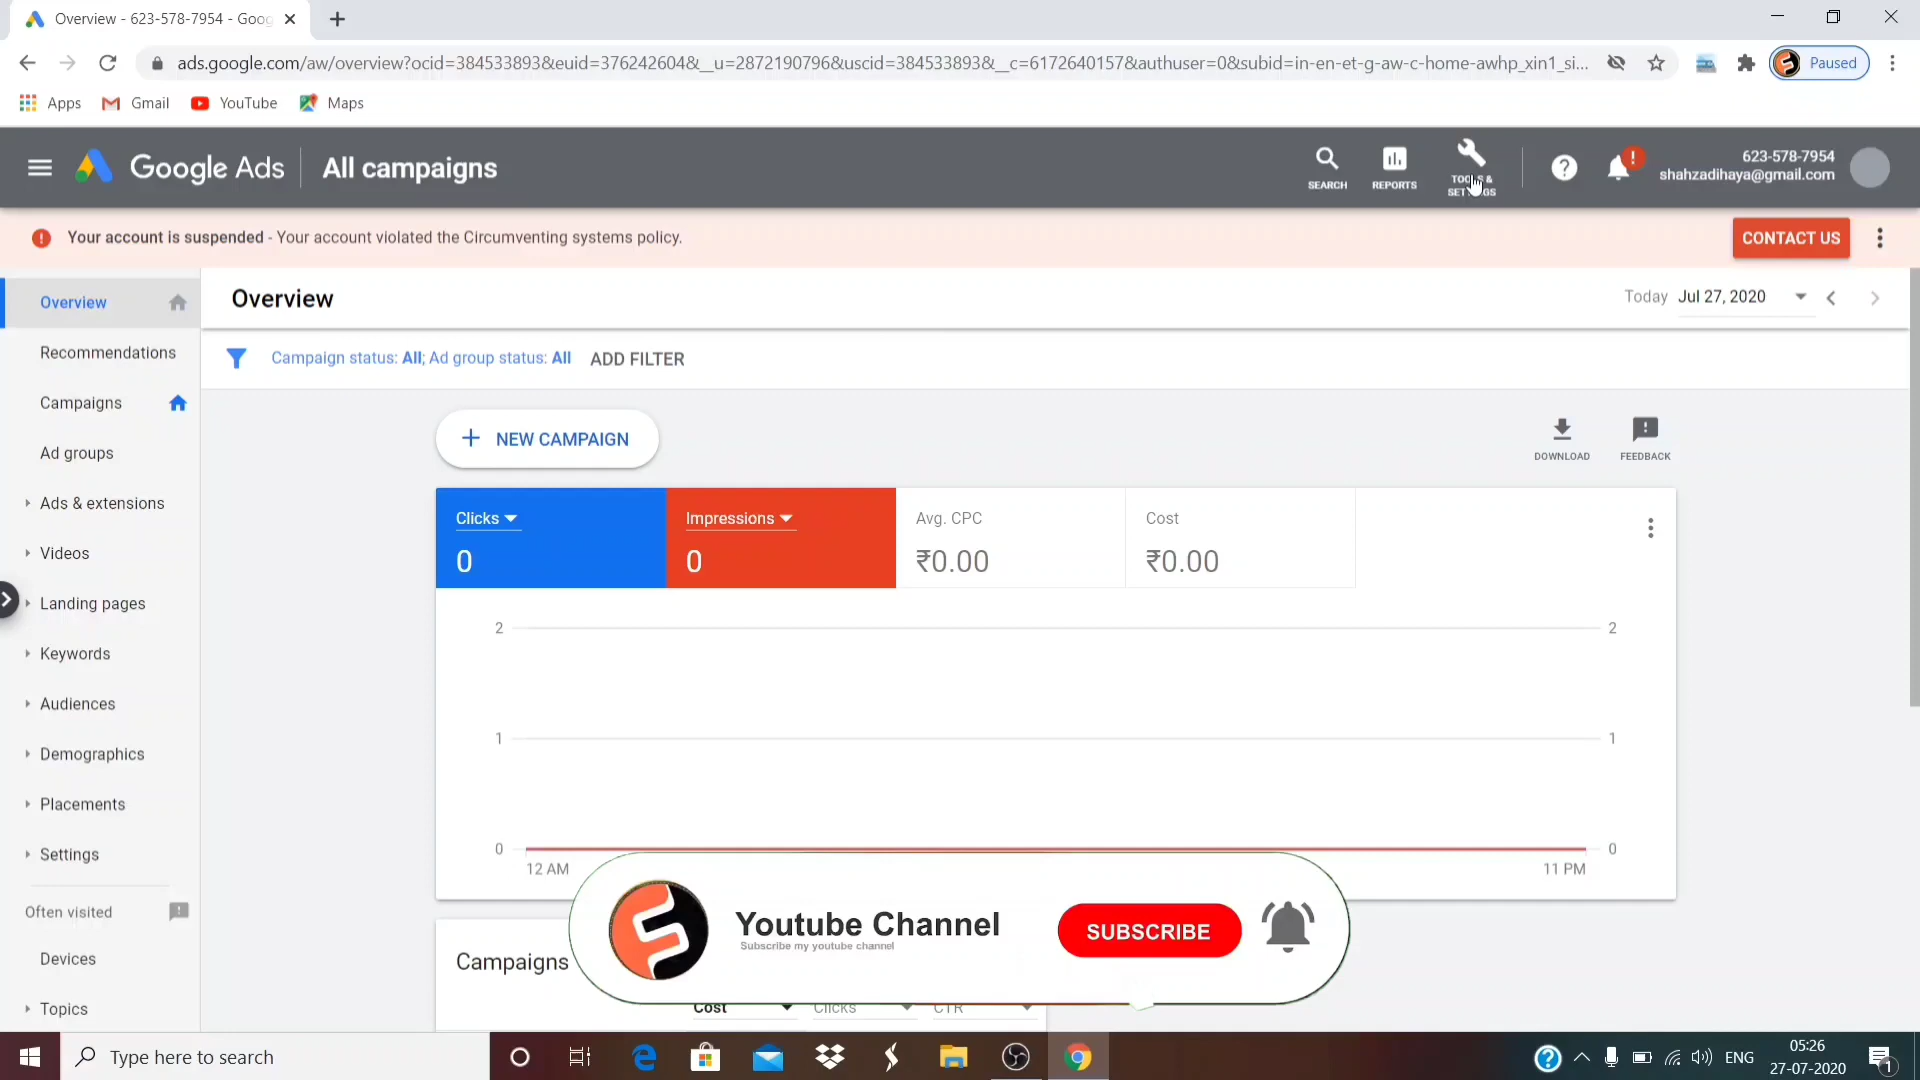 Overview - 623-578-7954 - Goog
ads.google.com/aw/overview?ocid=384533893&euid=376242604&__u=2872190796&uscid=384533893&__c=6172640157&authuser=0&subid=in-en-et-g-aw-c-home-awhp_xin1_si...
Paused
Apps
Gmail
YouTube
Maps
Google Ads
All campaigns
SEARCH
REPORTS
TOOLS &
SETTINGS
623-578-7954
shahzadihaya@gmail.com
Your account is suspended - Your account violated the Circumventing systems policy.
CONTACT US
Overview
Recommendations
Campaigns
Ad groups
Ads & extensions
Videos
Landing pages
Keywords
Audiences
Demographics
Placements
Settings
Often visited
Devices
Topics
Overview
Today Jul 27, 2020
Campaign status: All; Ad group status: All ADD FILTER
+ NEW CAMPAIGN
DOWNLOAD
FEEDBACK
Clicks
0
Impressions
0
Avg. CPC
₹0.00
Cost
₹0.00
2
2
1
1
0
0
12 AM
11 PM
Campaigns
Cost
Clicks
CTR
Youtube Channel
Subscribe my youtube channel
SUBSCRIBE
Type here to search
ENG
05:26
27-07-2020
1